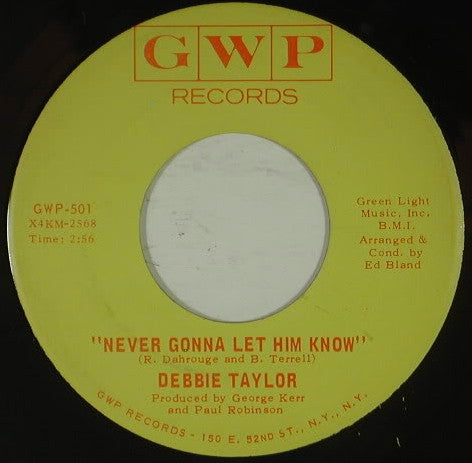 GWP
RECORDS
GWP-501
X4KM-2568
Time: 2:56
Green Light
Music, Inc.
B.M.I.
Arranged &
Cond. by
Ed Bland
"NEVER GONNA LET HIM KNOW"
(R. Dahrouge and B. Terrell)
DEBBIE TAYLOR
Produced by George Kerr
and Paul Robinson
GWP RECORDS - 150 E. 52ND ST., N.Y., N.Y.